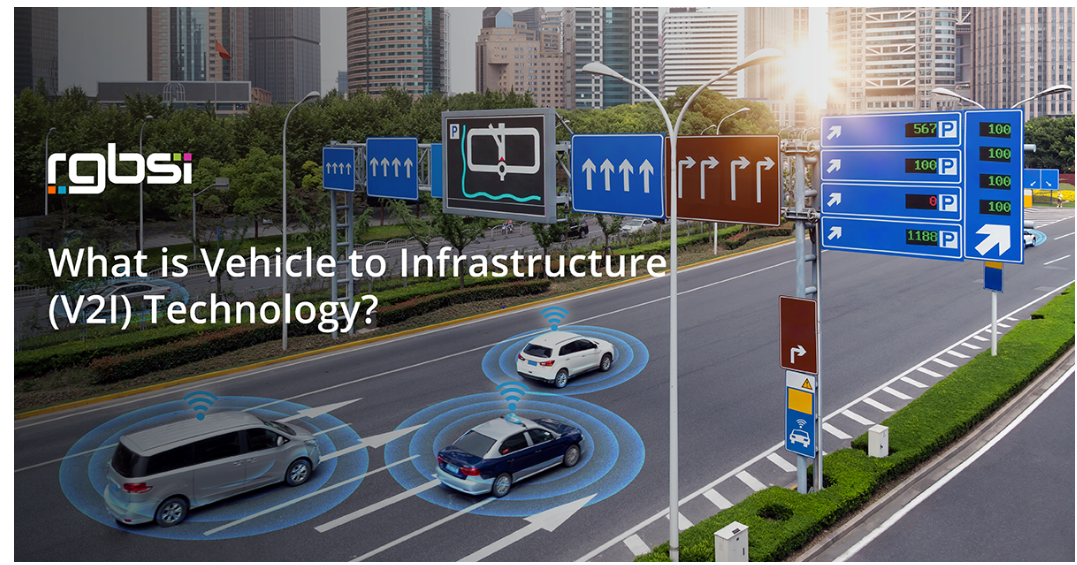 rgbsi
What is Vehicle to Infrastructure
(V2I) Technology?
P
567 P
100 P
0 P
1188 P
100
100
100
100